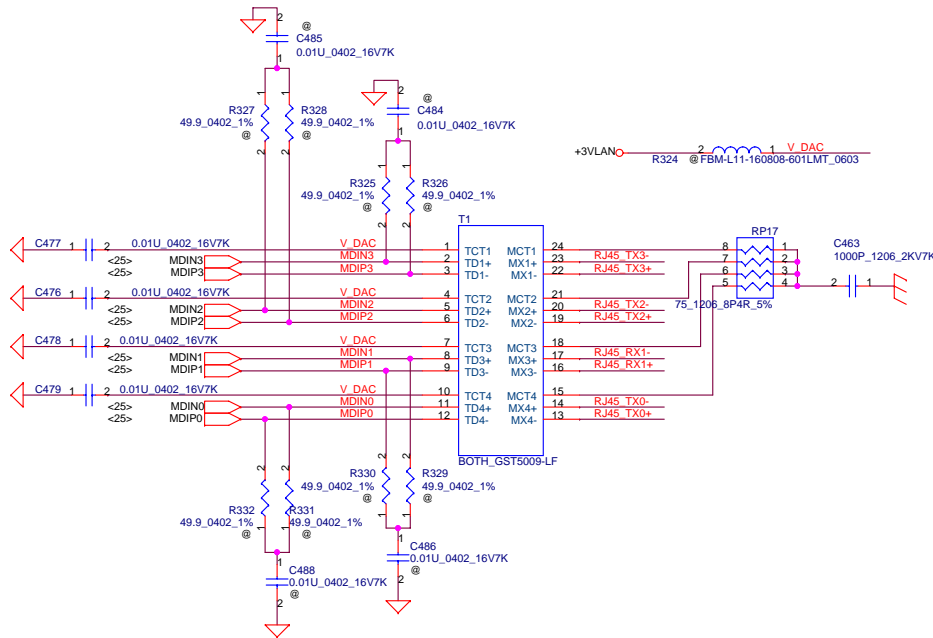 2
@
C485
0.01U_0402_16V7K
1
1 1
R327 R328
49.9_0402_1% 49.9_0402_1%
@ @
2 2
2
@
C484
0.01U_0402_16V7K
1
1 1
R325 R326
49.9_0402_1% 49.9_0402_1%
@ @
2 2
+3VLAN 2 1 V_DAC
R324 @ FBM-L11-160808-601LMT_0603
T1
C477 1 2 0.01U_0402_16V7K V_DAC 1 TCT1 MCT1 24
<25> MDIN3 2 TD1+ MX1+ 23 RJ45_TX3-
<25> MDIP3 3 TD1- MX1- 22 RJ45_TX3+
C476 1 2 0.01U_0402_16V7K V_DAC 4 TCT2 MCT2 21
<25> MDIN2 5 TD2+ MX2+ 20 RJ45_TX2-
<25> MDIP2 6 TD2- MX2- 19 RJ45_TX2+
C478 1 2 0.01U_0402_16V7K V_DAC 7 TCT3 MCT3 18
<25> MDIN1 8 TD3+ MX3+ 17 RJ45_RX1-
<25> MDIP1 9 TD3- MX3- 16 RJ45_RX1+
C479 1 2 0.01U_0402_16V7K V_DAC 10 TCT4 MCT4 15
<25> MDIN0 11 TD4+ MX4+ 14 RJ45_TX0-
<25> MDIP0 12 TD4- MX4- 13 RJ45_TX0+
BOTH_GST5009-LF
RP17
8 1
7 2
6 3
5 4
75_1206_8P4R_5%
C463
1000P_1206_2KV7K
2 1
2 2
R330 R329
49.9_0402_1% 49.9_0402_1%
@ @
1 1
1
C486
0.01U_0402_16V7K
@
2
2 2
R332 R331
49.9_0402_1% 49.9_0402_1%
@ @
1 1
1
C488
0.01U_0402_16V7K
@
2